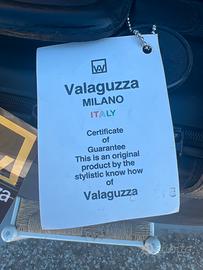 Valaguzza
MILANO
ITALY
Certificate
of
Guarantee
This is an original
product by the
stylistic know how
of
Valaguzza